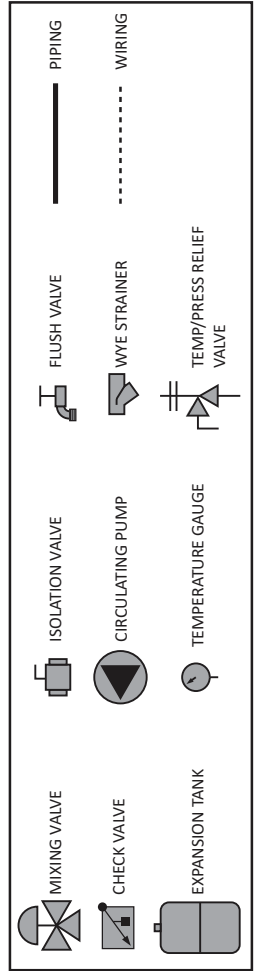 MIXING VALVE
CHECK VALVE
EXPANSION TANK
ISOLATION VALVE
CIRCULATING PUMP
TEMPERATURE GAUGE
FLUSH VALVE
WYE STRAINER
TEMP/PRESS RELIEF
VALVE
PIPING
WIRING